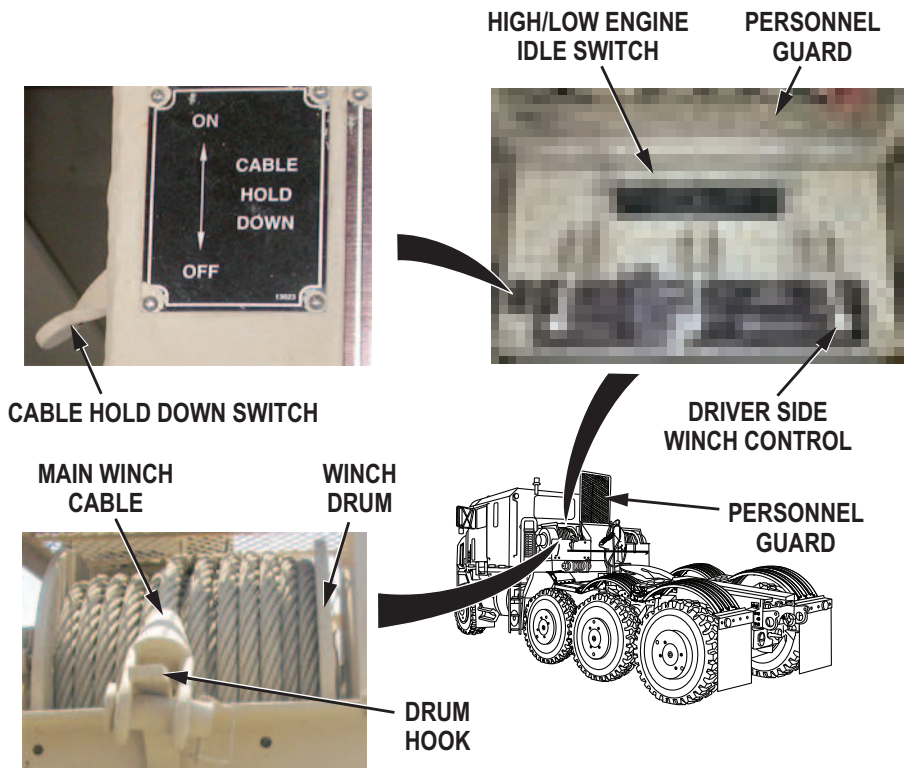 HIGH/LOW ENGINE
IDLE SWITCH
PERSONNEL
GUARD
ON
CABLE
HOLD
DOWN
OFF
13023
CABLE HOLD DOWN SWITCH
DRIVER SIDE
WINCH CONTROL
MAIN WINCH
CABLE
WINCH
DRUM
PERSONNEL
GUARD
DRUM
HOOK